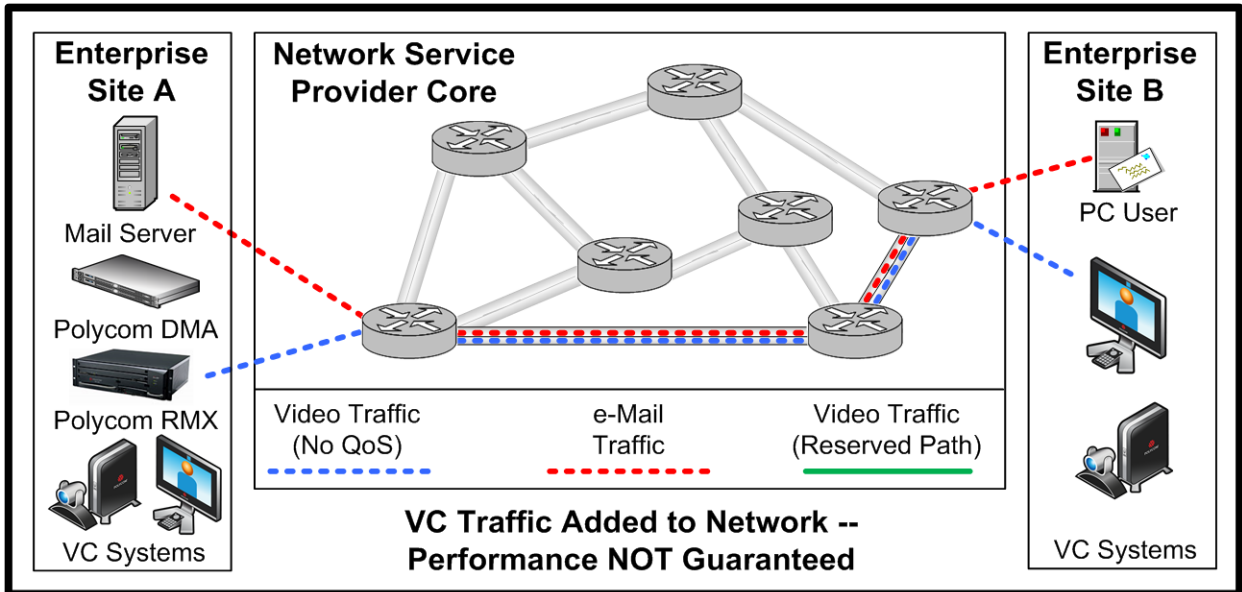 Enterprise
Site A
Mail Server
Polycom DMA
Polycom RMX
VC Systems
Network Service
Provider Core
Video Traffic
(No QoS)
e-Mail
Traffic
Video Traffic
(Reserved Path)
VC Traffic Added to Network --
Performance NOT Guaranteed
Enterprise
Site B
PC User
VC Systems